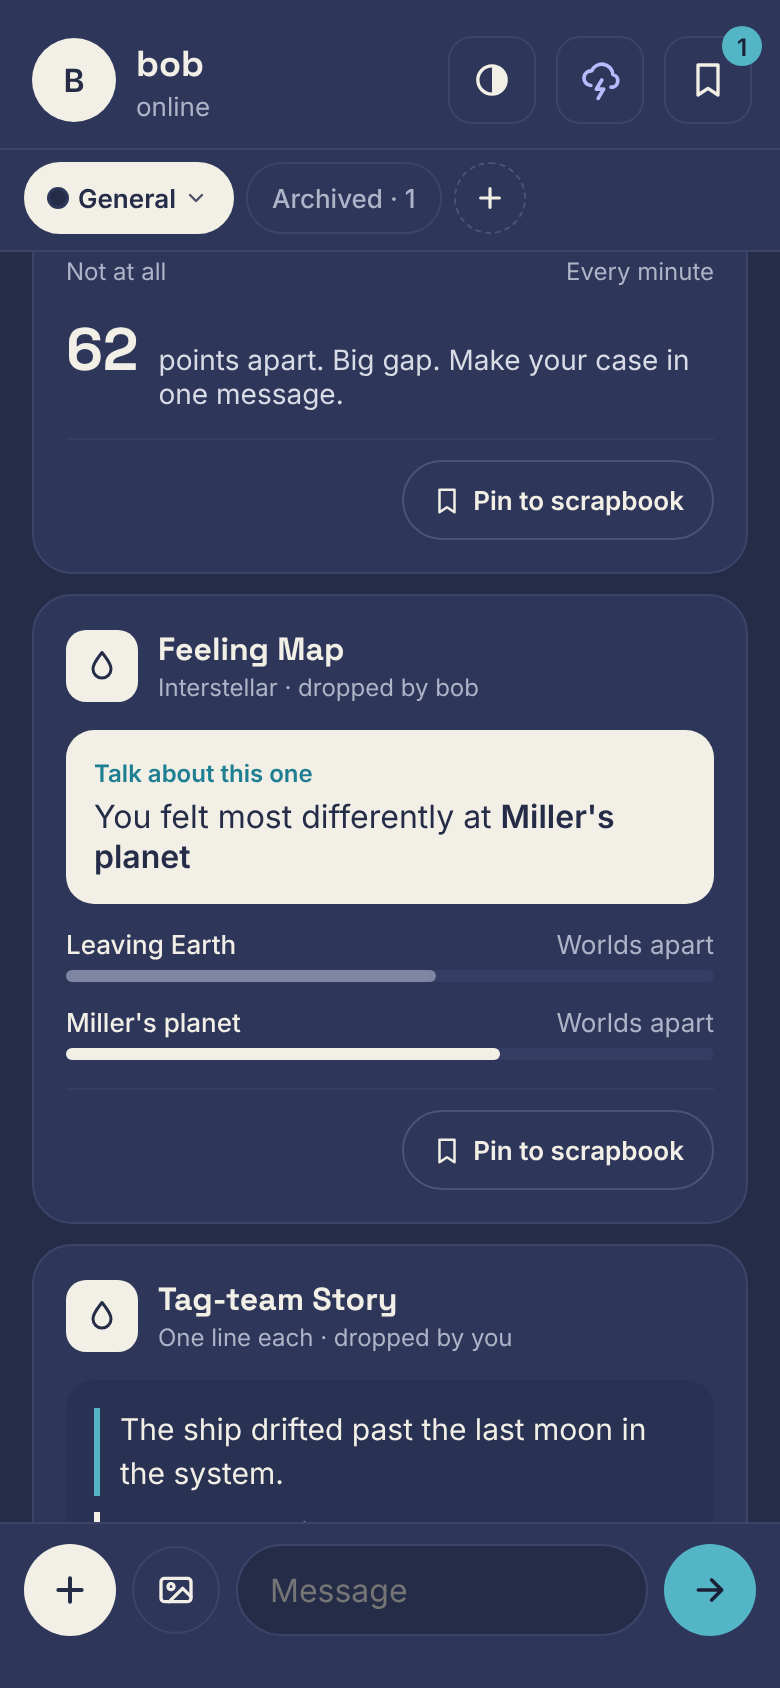 B
bob
online
1
General
Archived · 1
Not at all
Every minute
62
points apart. Big gap. Make your case in
one message.
Pin to scrapbook
Feeling Map
Interstellar · dropped by bob
Talk about this one
You felt most differently at Miller's
planet
Leaving Earth
Worlds apart
Miller's planet
Worlds apart
Pin to scrapbook
Tag-team Story
One line each · dropped by you
The ship drifted past the last moon in
the system.
Message